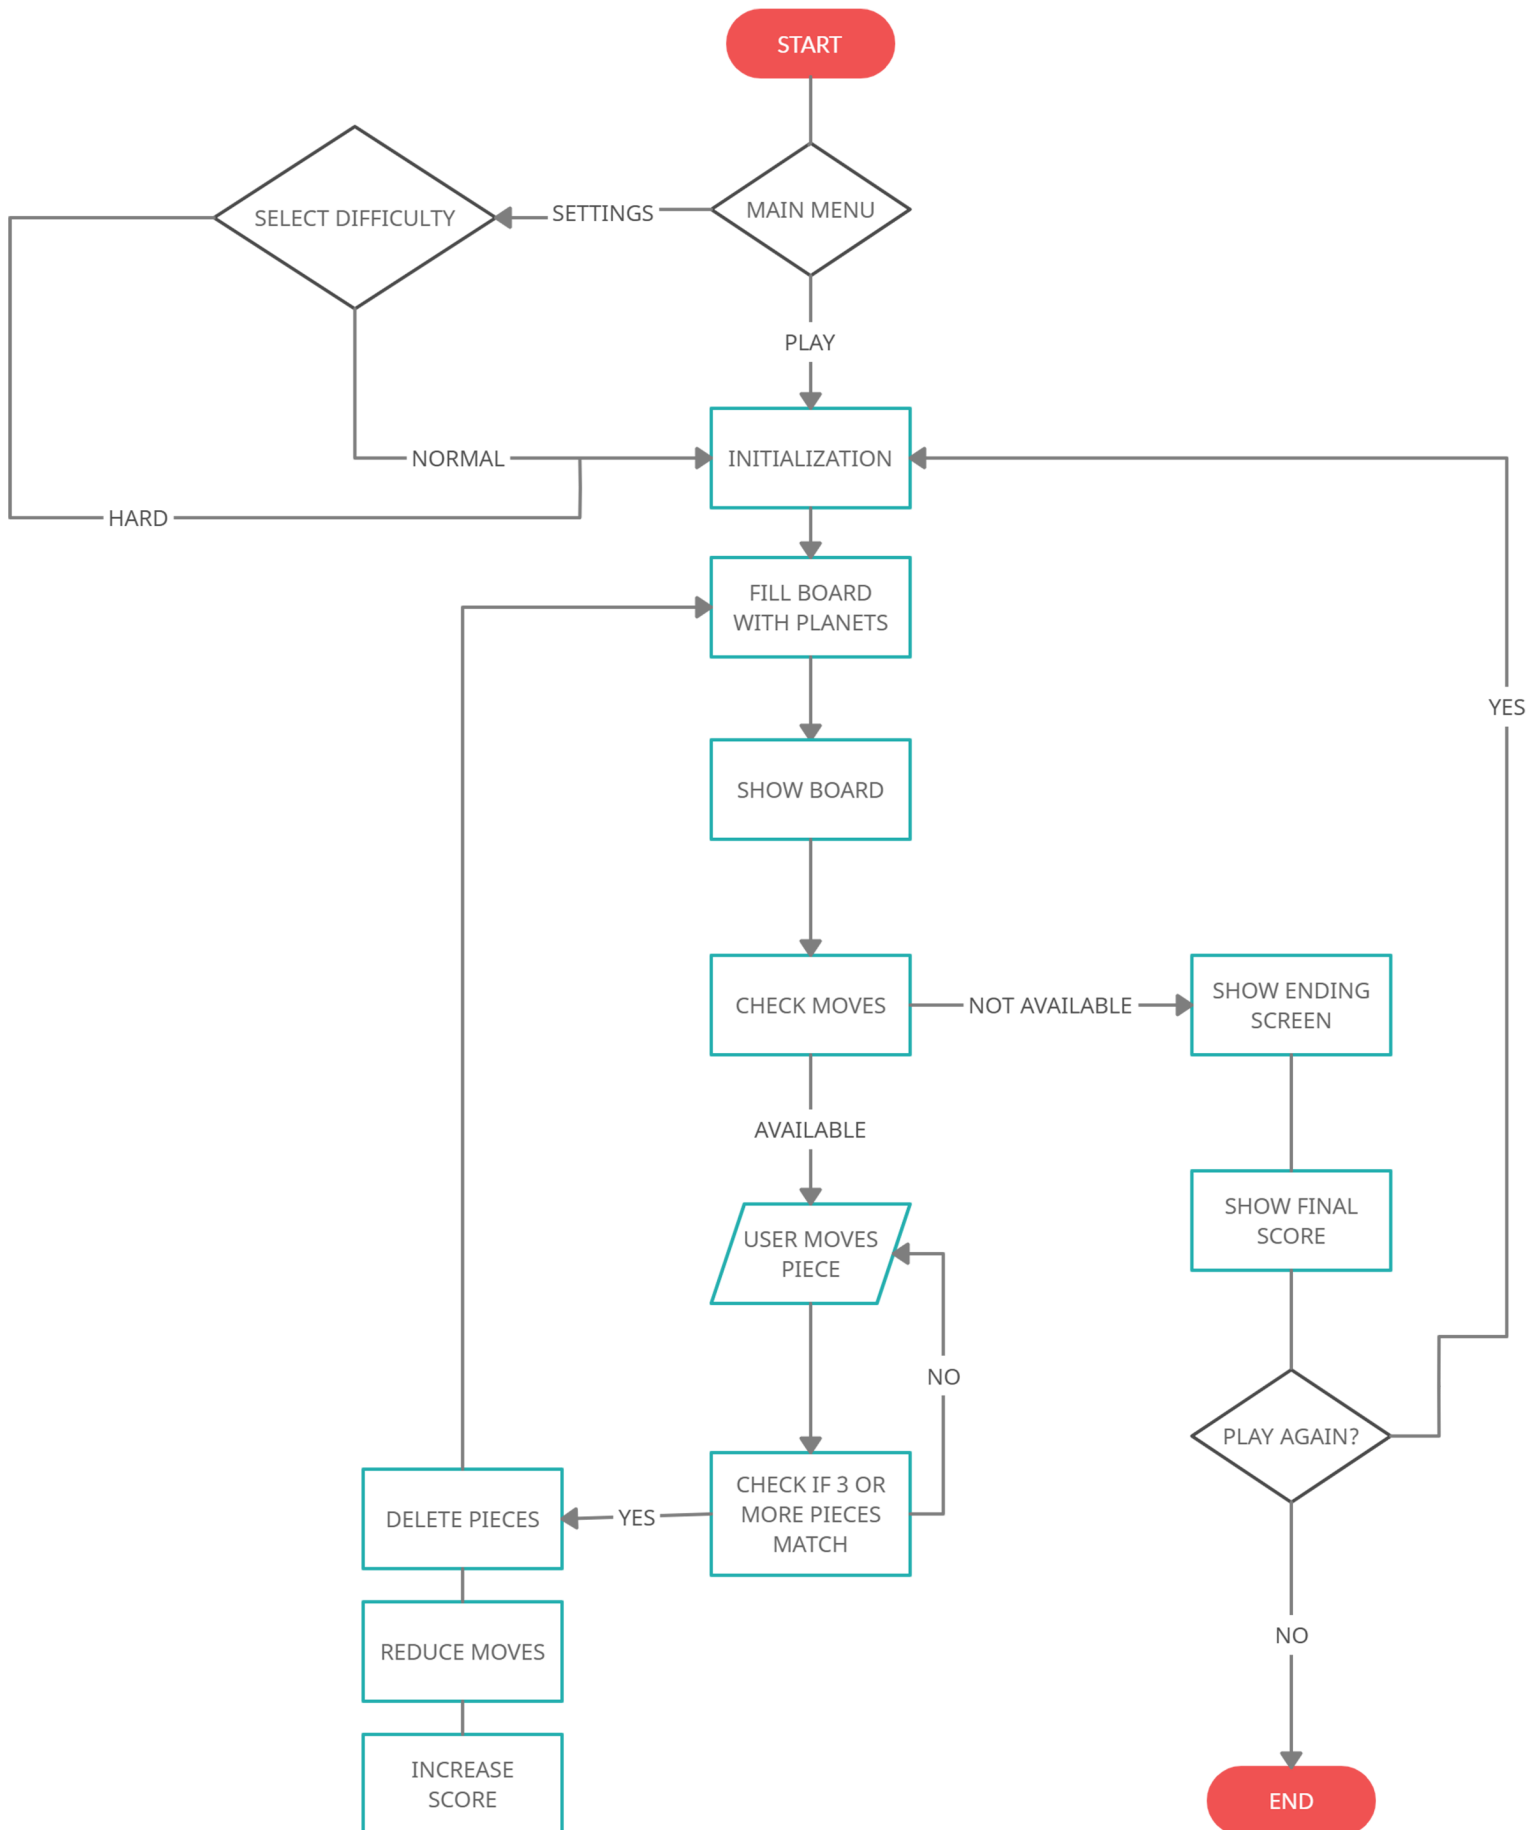 START
SELECT DIFFICULTY
SETTINGS
MAIN MENU
PLAY
NORMAL
INITIALIZATION
HARD
FILL BOARD
WITH PLANETS
YES
SHOW BOARD
CHECK MOVES
NOT AVAILABLE
SHOW ENDING
SCREEN
AVAILABLE
USER MOVES
PIECE
SHOW FINAL
SCORE
NO
PLAY AGAIN?
CHECK IF 3 OR
MORE PIECES
MATCH
YES
DELETE PIECES
REDUCE MOVES
NO
INCREASE
SCORE
END